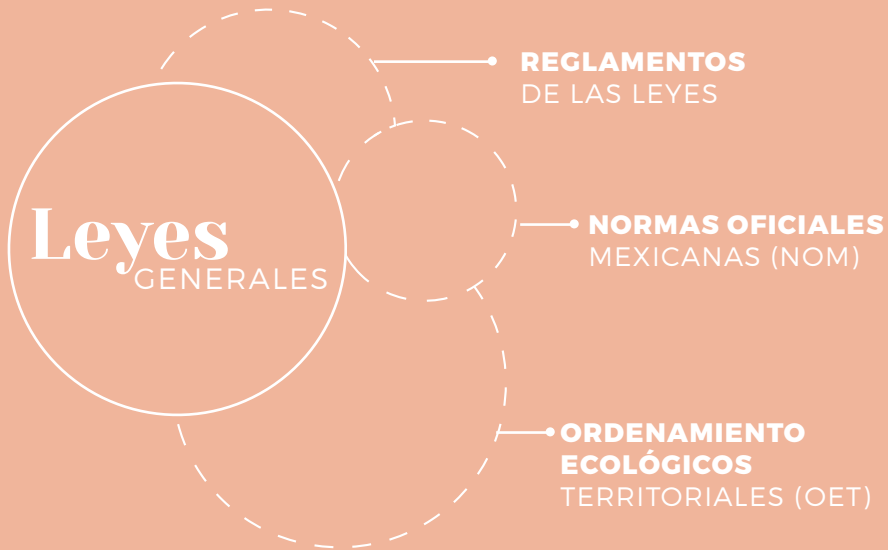 Leyes
GENERALES
REGLAMENTOS
DE LAS LEYES
NORMAS OFICIALES
MEXICANAS (NOM)
ORDENAMIENTO
ECOLÓGICOS
TERRITORIALES (OET)